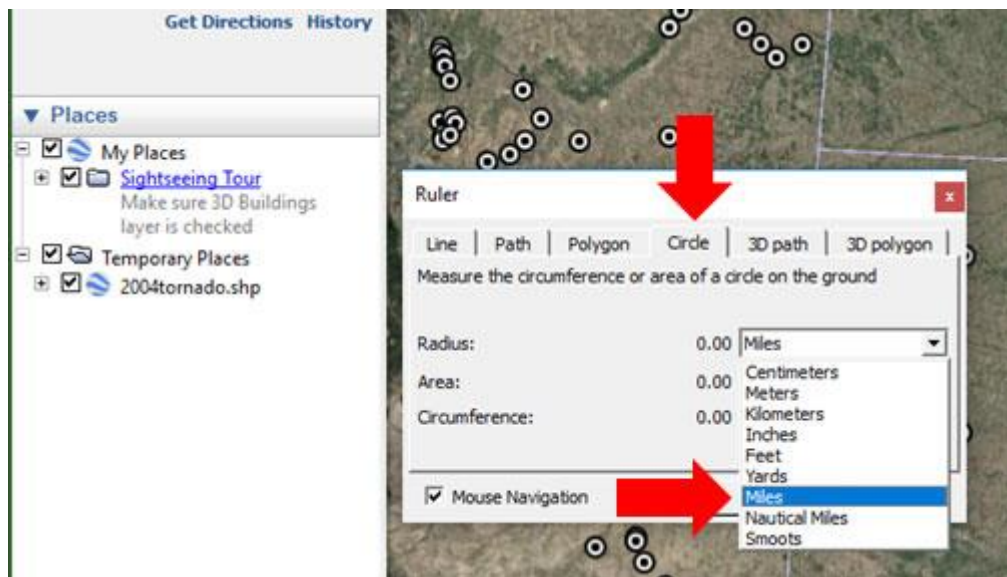 Get Directions History
Places
My Places
Sightseeing Tour
Make sure 3D Buildings
layer is checked
Temporary Places
2004tornado.shp
Ruler
x
Line Path Polygon Circle 3D path 3D polygon
Measure the circumference or area of a circle on the ground
Radius: 0.00 Miles
Area: 0.00
Circumference: 0.00
Centimeters
Meters
Kilometers
Inches
Feet
Yards
Miles
Nautical Miles
Smoots
Mouse Navigation